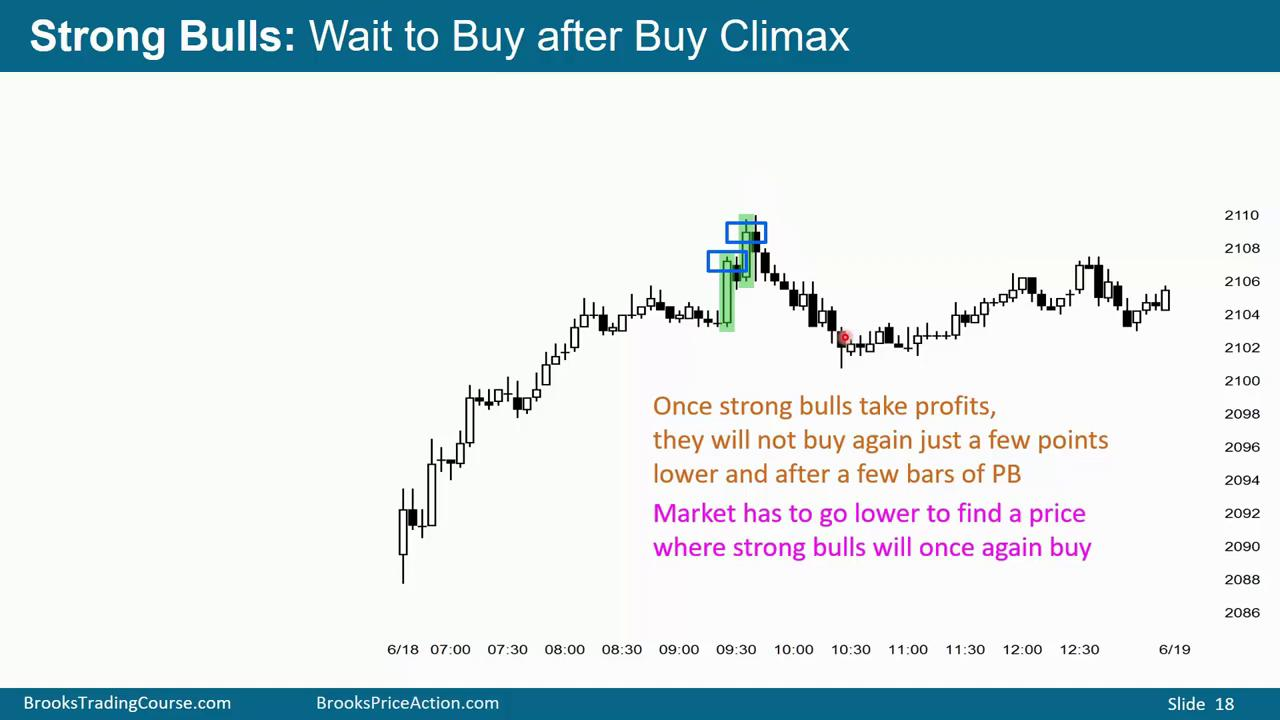 Strong Bulls: Wait to Buy after Buy Climax
2110
2108
2106
2104
2102
2100
2098
2096
2094
2092
2090
2088
2086
Once strong bulls take profits,
they will not buy again just a few points
lower and after a few bars of PB
Market has to go lower to find a price
where strong bulls will once again buy
6/18 07:00 07:30 08:00 08:30 09:00 09:30 10:00 10:30 11:00 11:30 12:00 12:30 6/19
BrooksTradingCourse.com BrooksPriceAction.com Slide 18